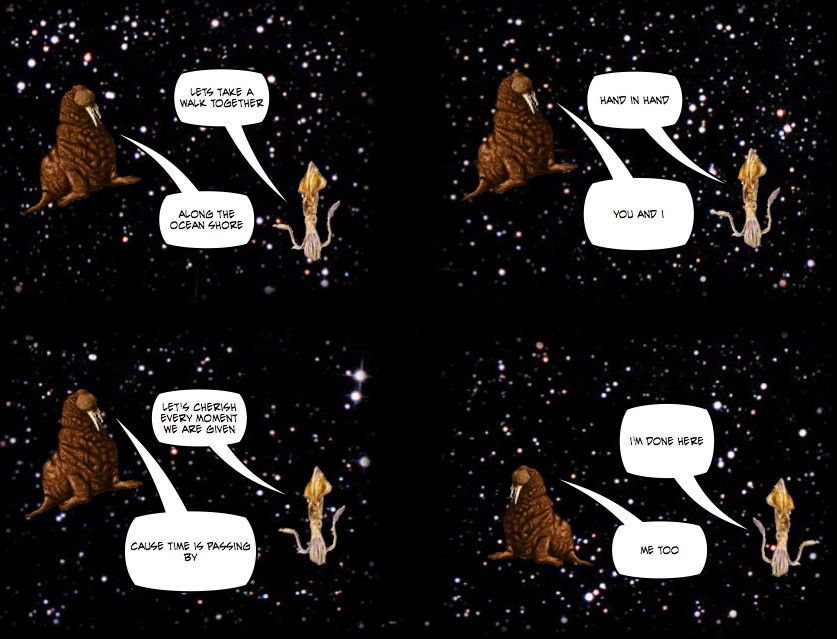 LETS TAKE A
WALK TOGETHER
ALONG THE
OCEAN SHORE
HAND IN HAND
YOU AND I
LET'S CHERISH
EVERY MOMENT
WE ARE GIVEN
CAUSE TIME IS PASSING
BY
I'M DONE HERE
ME TOO